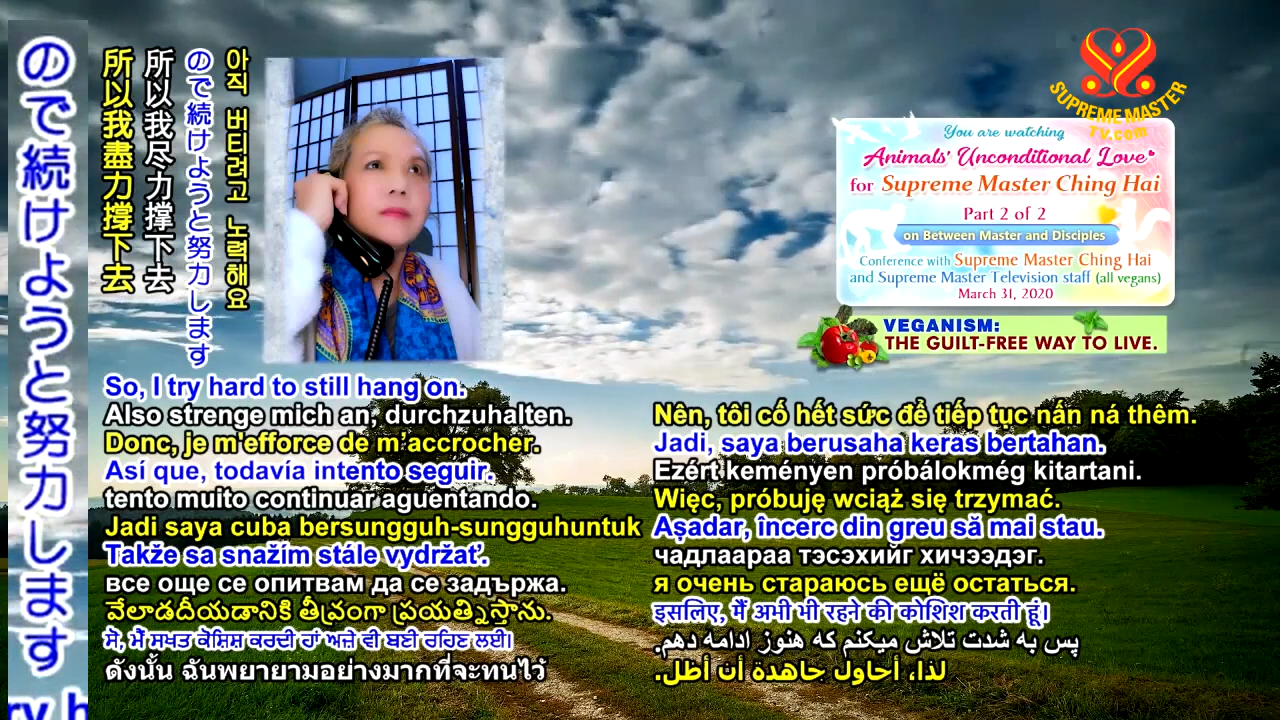 ので続けようと努力します
ry h
所以我盡力撐下去
所以我尽力撑下去
ので続けようと努力します
아직 버티려고 노력해요
SUPREME MASTER
TV.com
You are watching
Animals' Unconditional Love
for Supreme Master Ching Hai
Part 2 of 2
on Between Master and Disciples
Conference with Supreme Master Ching Hai
and Supreme Master Television staff (all vegans)
March 31, 2020
VEGANISM:
THE GUILT-FREE WAY TO LIVE.
So, I try hard to still hang on.
Also strenge mich an, durchzuhalten.
Donc, je m'efforce de m’accrocher.
Así que, todavía intento seguir.
tento muito continuar aguentando.
Jadi saya cuba bersungguh-sungguhuntuk
Takže sa snažím stále vydržať.
все още се опитвам да се задържа.
వేలాడదీయడానికి తీవ్రంగా ప్రయత్నిస్తాను.
ਸੋ, ਮੈਂ ਸਖਤ ਕੋਸ਼ਿਸ਼ ਕਰਦੀ ਹਾਂ ਅਜ਼ੇ ਵੀ ਬਣੀ ਰਹਿਣ ਲਈ।
ดังนั้น ฉันพยายามอย่างมากที่จะทนไว้
Nên, tôi cố hết sức để tiếp tục nấn ná thêm.
Jadi, saya berusaha keras bertahan.
Ezért keményen próbálokmég kitartani.
Więc, próbuję wciąż się trzymać.
Așadar, încerc din greu să mai stau.
чадлаараа тэсэхийг хичээдэг.
я очень стараюсь ещё остаться.
इसलिए, मैं अभी भी रहने की कोशिश करती हूं।
پس به شدت تلاش میکنم که هنوز ادامه دهم.
لذا، أحاول جاهدة أن أظل.